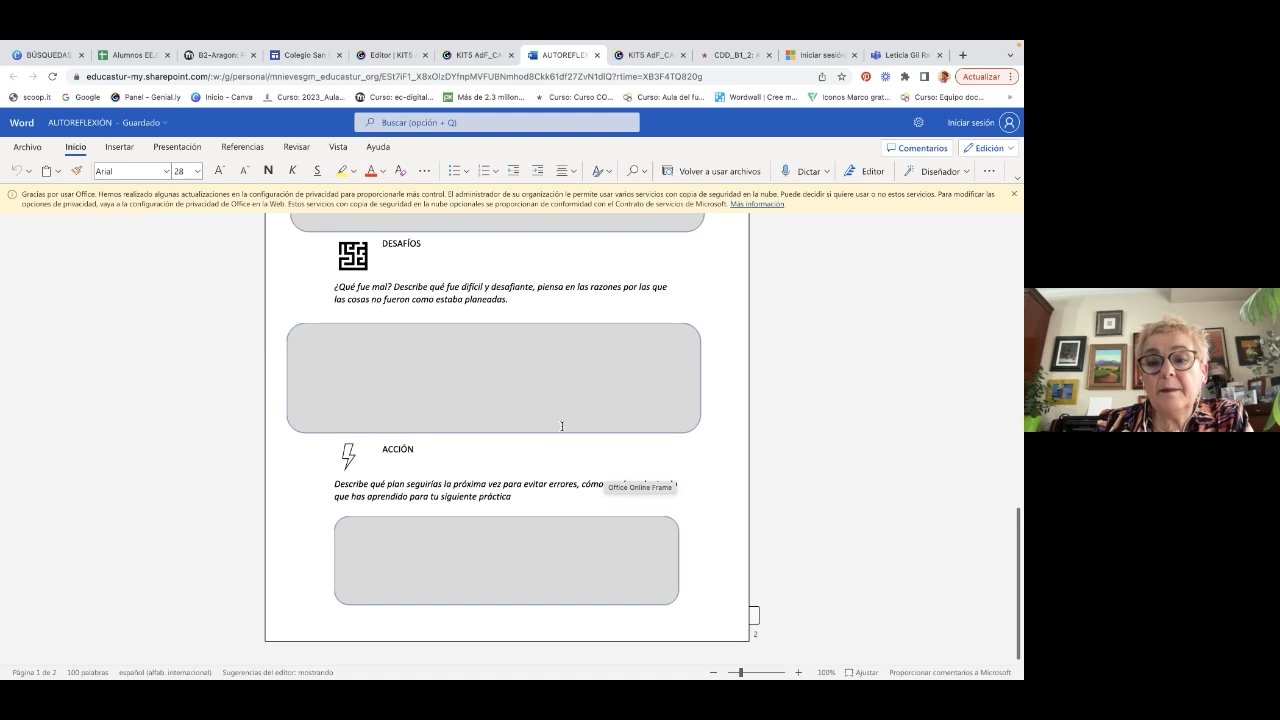 BÚSQUEDAS
Alumnos EE.
B2-Aragon: P
Colegio San V
Editor | KIT5
KIT5 AdF_CA
AUTOREFLEX
KIT5 AdF_CA
CDD_B1_2: A
Iniciar sesión
Leticia Gil Ra
educastur-my.sharepoint.com/:w:/g/personal/mnievesgm_educastur_org/ESt7iF1_X8xOlzDYfnpMVFUBNmhod8Ckk61df27ZvN1dlQ?rtime=XB3F4TQ820g
Actualizar
scoop.it
Google
Panel - Genial.ly
Inicio - Canva
Curso: 2023_Aula...
Curso: ec-digital...
Más de 2.3 millon...
Curso: Curso CO...
Curso: Aula del fu...
Wordwall | Cree m...
Iconos Marco grat...
Curso: Equipo doc...
»
Word
AUTOREFLEXIÓN - Guardado
Buscar (opción + Q)
Iniciar sesión
Archivo
Inicio
Insertar
Presentación
Referencias
Revisar
Vista
Ayuda
Comentarios
Edición
Arial
28
N
K
S
Volver a usar archivos
Dictar
Editor
Diseñador
Gracias por usar Office. Hemos realizado algunas actualizaciones en la configuración de privacidad para proporcionarle más control. El administrador de su organización le permite usar varios servicios con copia de seguridad en la nube. Puede decidir si quiere usar o no estos servicios. Para modificar las
opciones de privacidad, vaya a la configuración de privacidad de Office en la Web. Estos servicios con copia de seguridad en la nube opcionales se proporcionan de conformidad con el Contrato de servicios de Microsoft. Más información
DESAFÍOS
¿Qué fue mal? Describe qué fue difícil y desafiante, piensa en las razones por las que
las cosas no fueron como estaba planeadas.
ACCIÓN
Describe qué plan seguirías la próxima vez para evitar errores, cómo
Office Online Frame
que has aprendido para tu siguiente práctica
2
Página 1 de 2
100 palabras
español (alfab. internacional)
Sugerencias del editor: mostrando
100%
Ajustar
Proporcionar comentarios a Microsoft